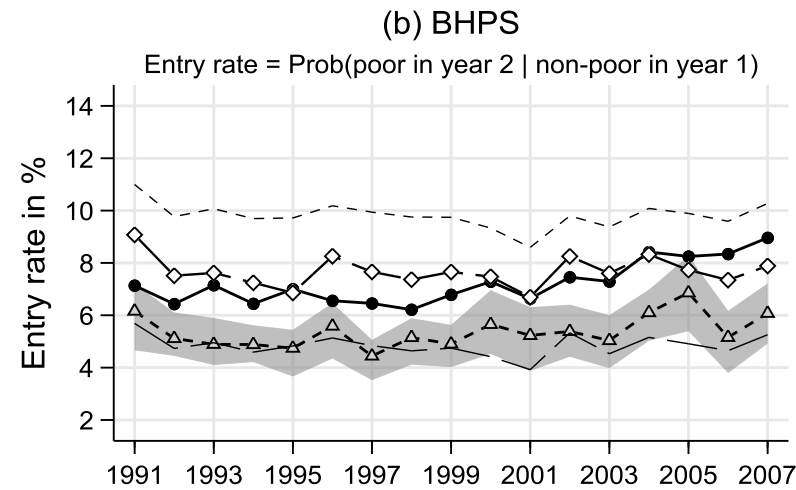 (b) BHPS
Entry rate = Prob(poor in year 2 | non-poor in year 1)
Entry rate in %
14
12
10
8
6
4
2
1991 1993 1995 1997 1999 2001 2003 2005 2007